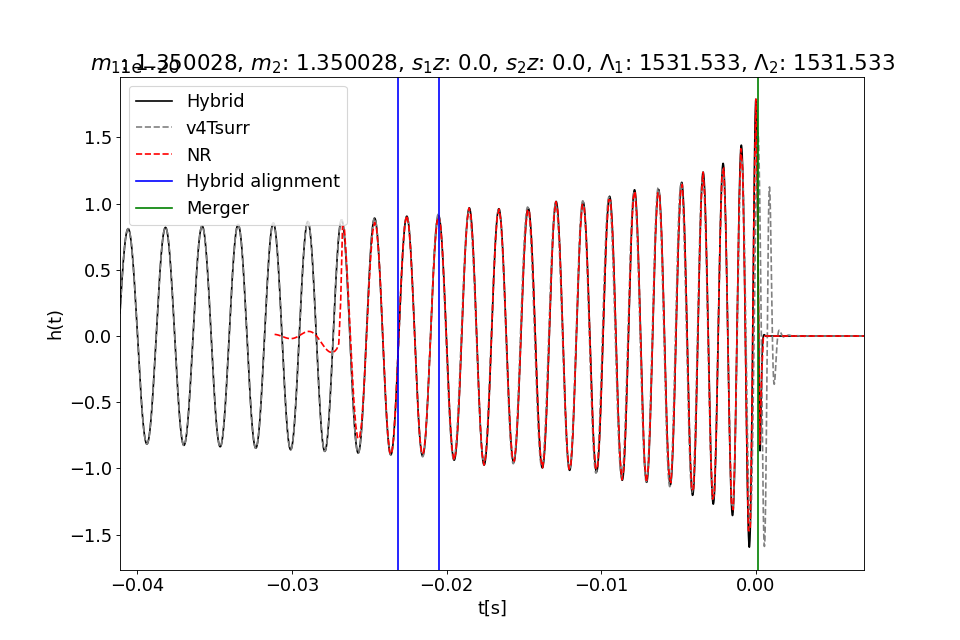 m₁: 1.350028, m₂: 1.350028, s₁z: 0.0, s₂z: 0.0, Λ₁: 1531.533, Λ₂: 1531.533
1e−20
Hybrid
v4Tsurr
NR
Hybrid alignment
Merger
1.5
1.0
0.5
0.0
−0.5
−1.0
−1.5
h(t)
−0.04
−0.03
−0.02
−0.01
0.00
t[s]